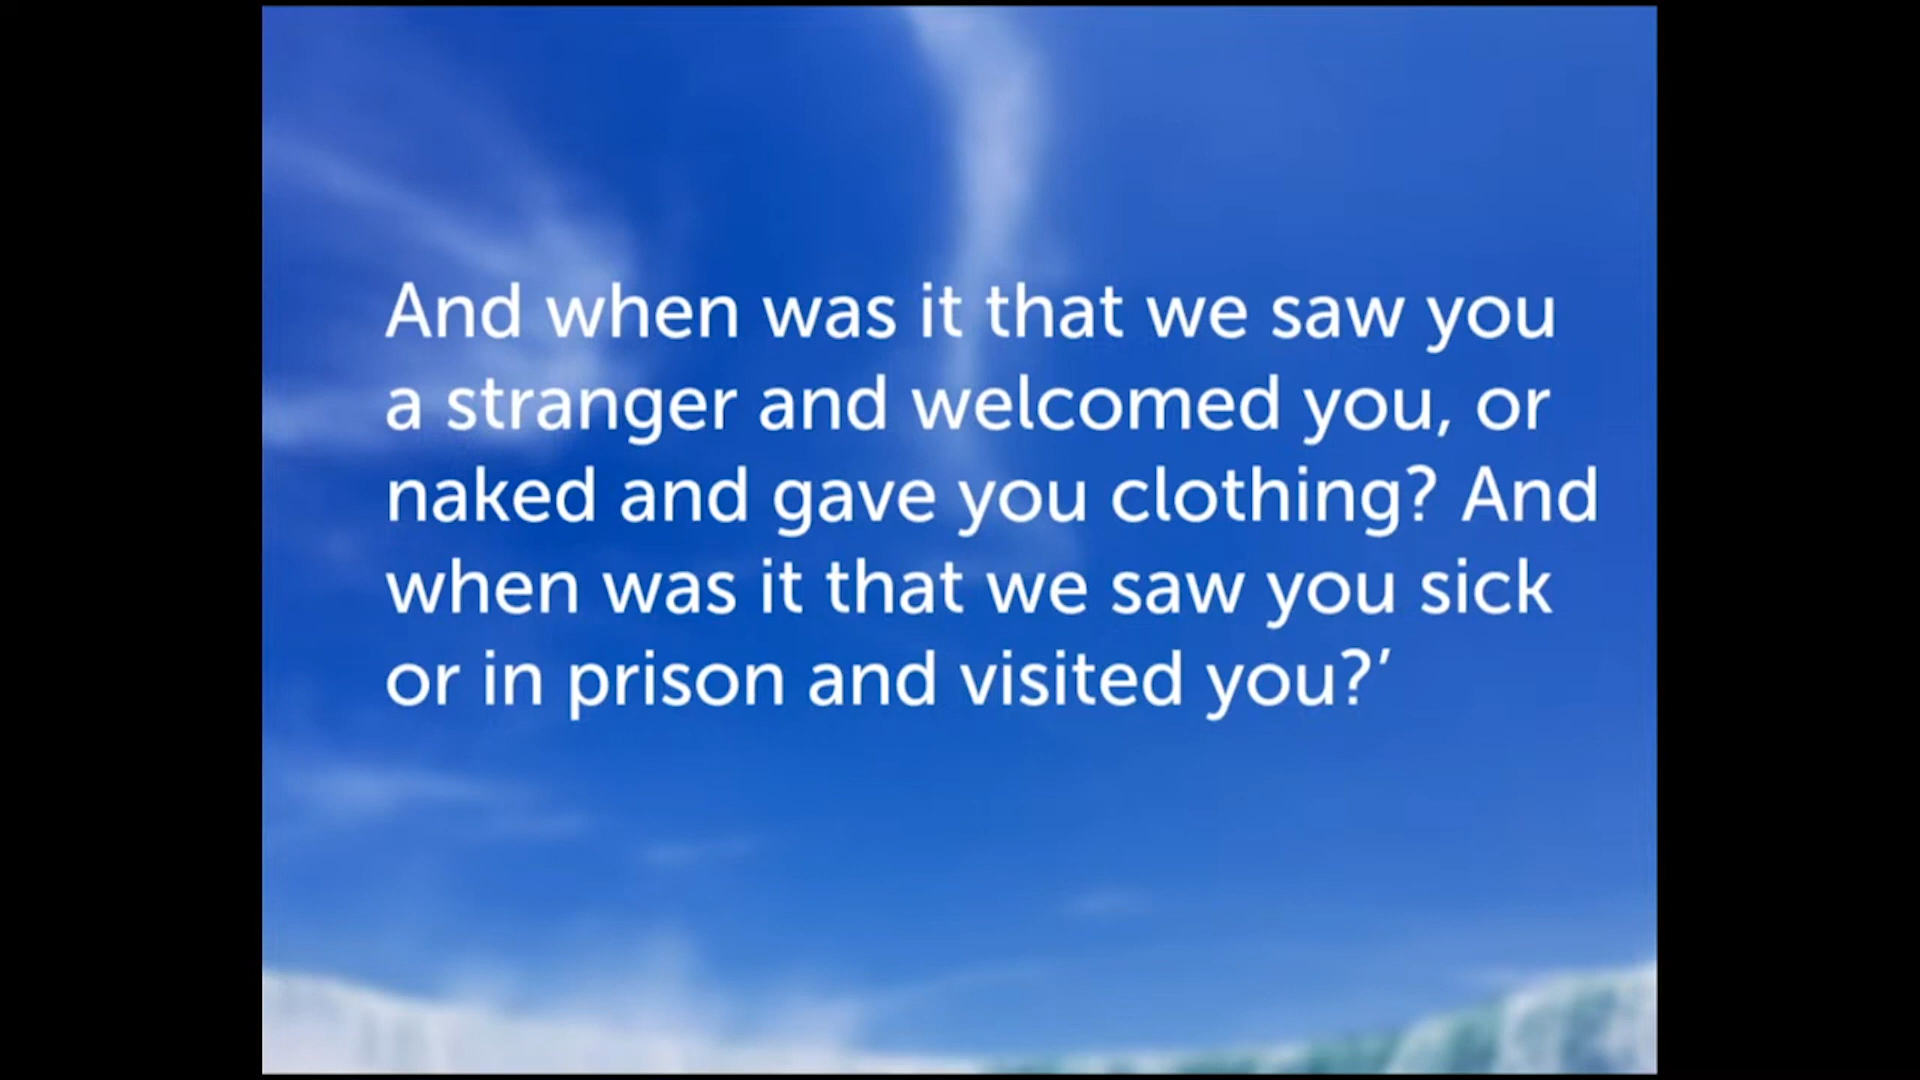 And when was it that we saw you
a stranger and welcomed you, or
naked and gave you clothing? And
when was it that we saw you sick
or in prison and visited you?’